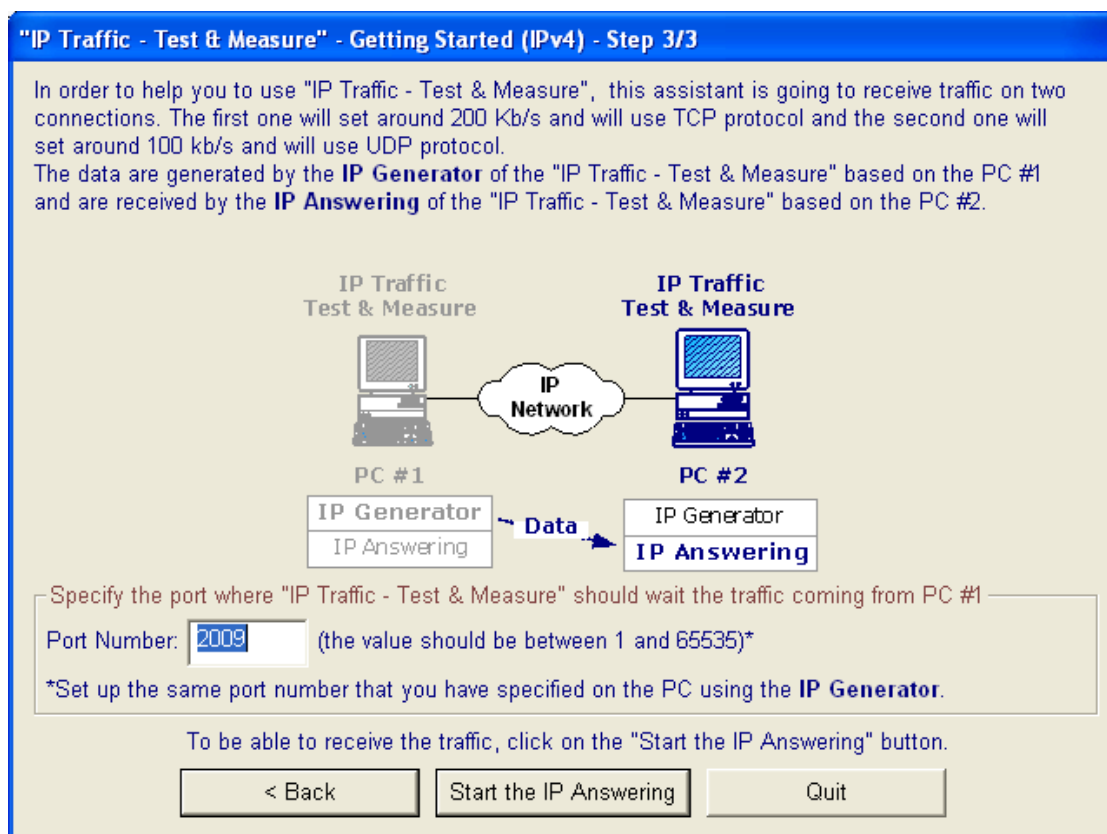 "IP Traffic - Test & Measure" - Getting Started (IPv4) - Step 3/3
In order to help you to use "IP Traffic - Test & Measure",  this assistant is going to receive traffic on two
connections. The first one will set around 200 Kb/s and will use TCP protocol and the second one will
set around 100 kb/s and will use UDP protocol.
The data are generated by the IP Generator of the "IP Traffic - Test & Measure" based on the PC #1
and are received by the IP Answering of the "IP Traffic - Test & Measure" based on the PC #2.
IP Traffic
Test & Measure
IP Traffic
Test & Measure
IP
Network
PC #1
PC #2
IP Generator
IP Answering
Data
IP Generator
IP Answering
Specify the port where "IP Traffic - Test & Measure" should wait the traffic coming from PC #1
Port Number: 2009 (the value should be between 1 and 65535)*
*Set up the same port number that you have specified on the PC using the IP Generator.
To be able to receive the traffic, click on the "Start the IP Answering" button.
< Back
Start the IP Answering
Quit